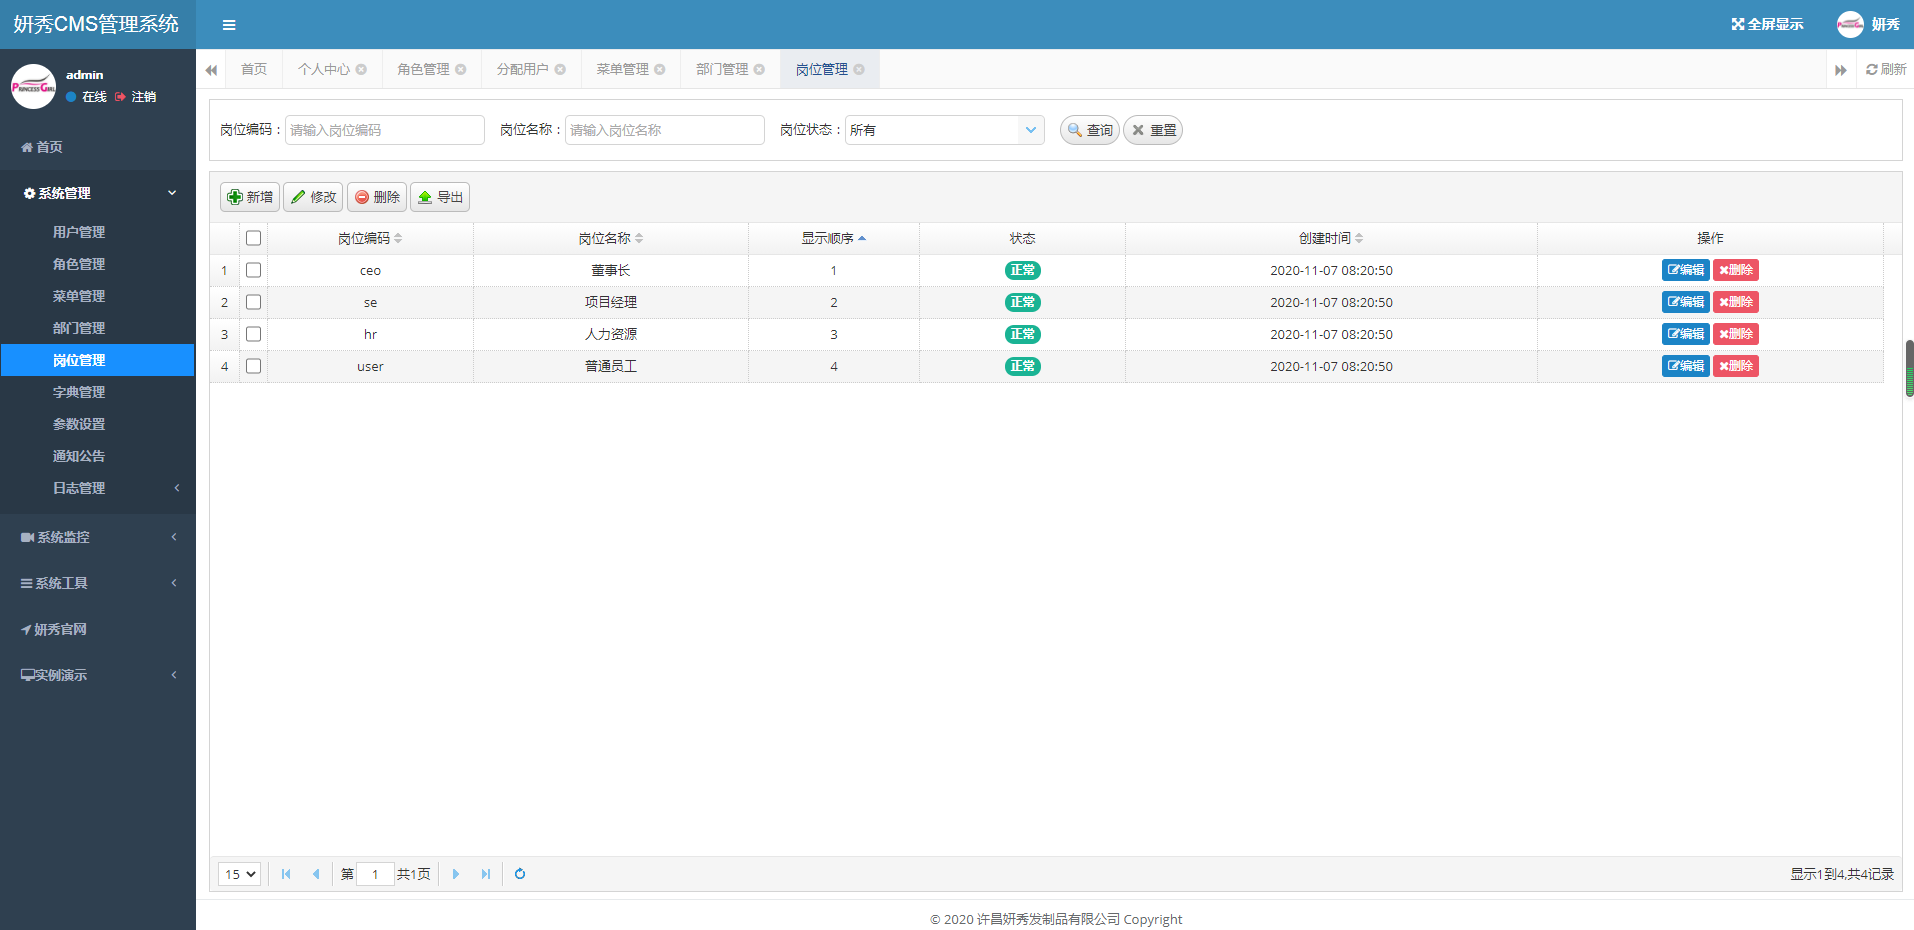 妍秀CMS管理系统
全屏显示
妍秀
PRINCESSGIRL
admin
在线 注销
首页
系统管理
用户管理
角色管理
菜单管理
部门管理
岗位管理
字典管理
参数设置
通知公告
日志管理
系统监控
系统工具
妍秀官网
实例演示
首页 个人中心 角色管理 分配用户 菜单管理 部门管理 岗位管理 刷新
岗位编码： 请输入岗位编码 岗位名称： 请输入岗位名称 岗位状态： 所有 查询 重置
新增 修改 删除 导出
岗位编码 岗位名称 显示顺序 状态 创建时间 操作
1 ceo 董事长 1 正常 2020-11-07 08:20:50 编辑 删除
2 se 项目经理 2 正常 2020-11-07 08:20:50 编辑 删除
3 hr 人力资源 3 正常 2020-11-07 08:20:50 编辑 删除
4 user 普通员工 4 正常 2020-11-07 08:20:50 编辑 删除
15 第 1 共1页 显示1到4,共4记录
© 2020 许昌妍秀发制品有限公司 Copyright